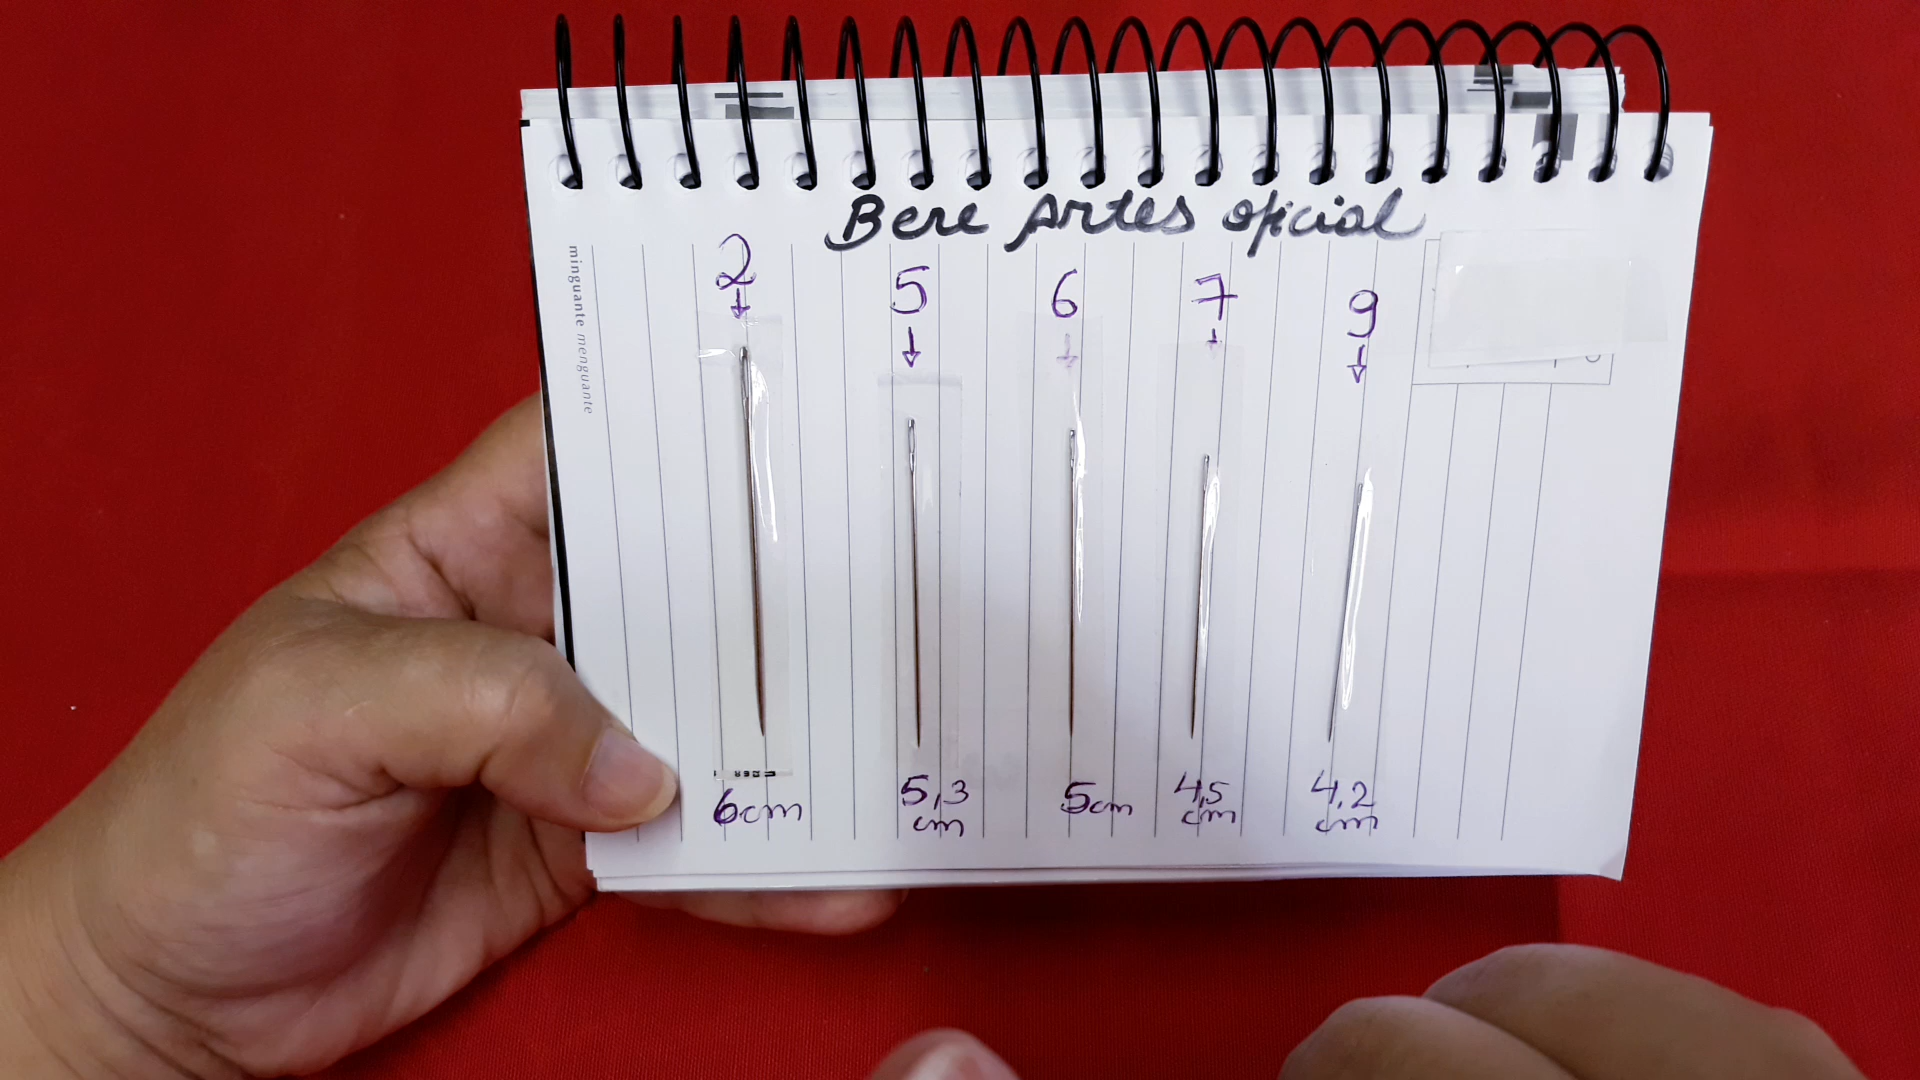 Bere Artes oficial
2 5 6 7 9
6cm 5,3 cm 5cm 4,5 cm 4,2 cm
minguante menguante